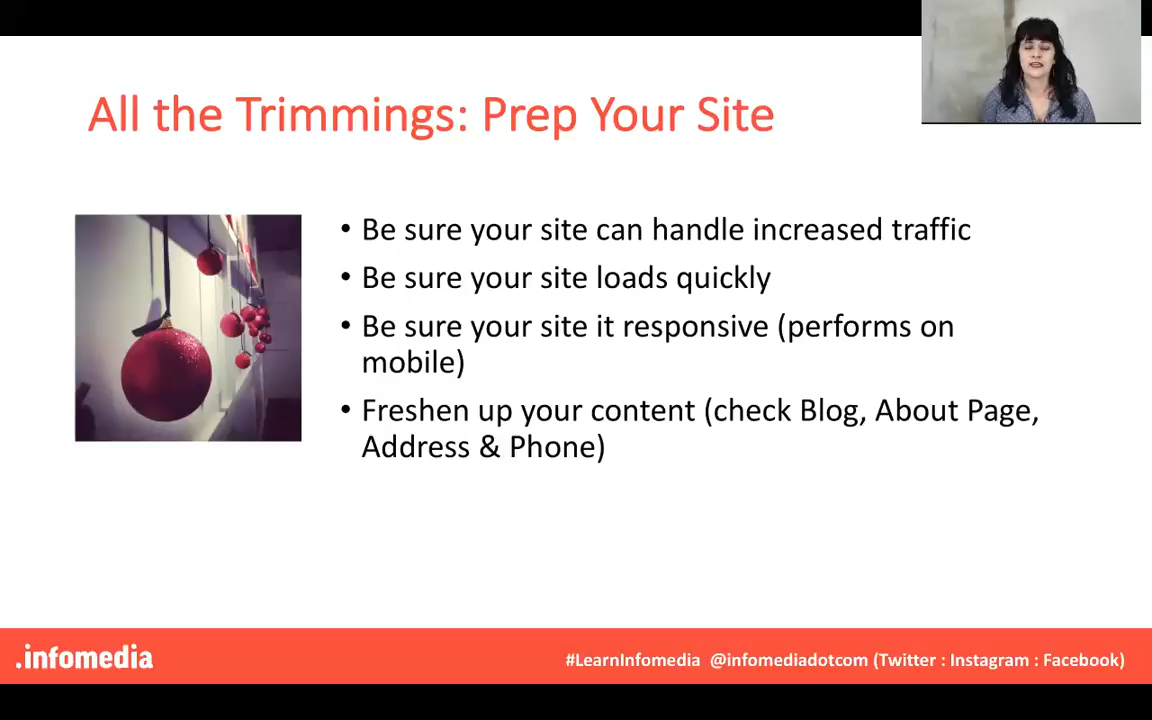 All the Trimmings: Prep Your Site
• Be sure your site can handle increased traffic
• Be sure your site loads quickly
• Be sure your site it responsive (performs on
mobile)
• Freshen up your content (check Blog, About Page,
Address & Phone)
.infomedia
#LearnInfomedia @infomediadotcom (Twitter : Instagram : Facebook)